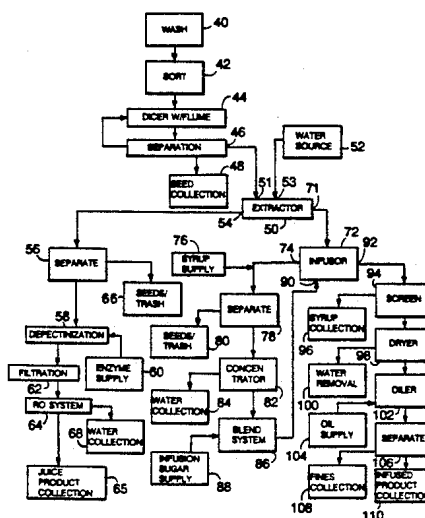 WASH 40
SORT 42
DICER W/FLUME 44
SEPARATION 46
WATER SOURCE 52
SEED COLLECTION 48
51 53 71
EXTRACTOR
54 50
56 SEPARATE
SEEDS/TRASH 66
76 SYRUP SUPPLY
74 INFUSOR 72 92
90
94 SCREEN
SYRUP COLLECTION 96
SEPARATE 78
SEEDS/TRASH 80
58 DEPECTINIZATION
ENZYME SUPPLY 60
FILTRATION 62
RO SYSTEM 64
WATER COLLECTION 68
JUICE PRODUCT COLLECTION 65
CONCENTRATOR 82
WATER COLLECTION 84
BLEND SYSTEM 86
INFUSION SUGAR SUPPLY 88
DRYER 98
WATER REMOVAL 100
OILER 102
OIL SUPPLY 104
SEPARATE 106
FINES COLLECTION 108
INFUSED PRODUCT COLLECTION 110